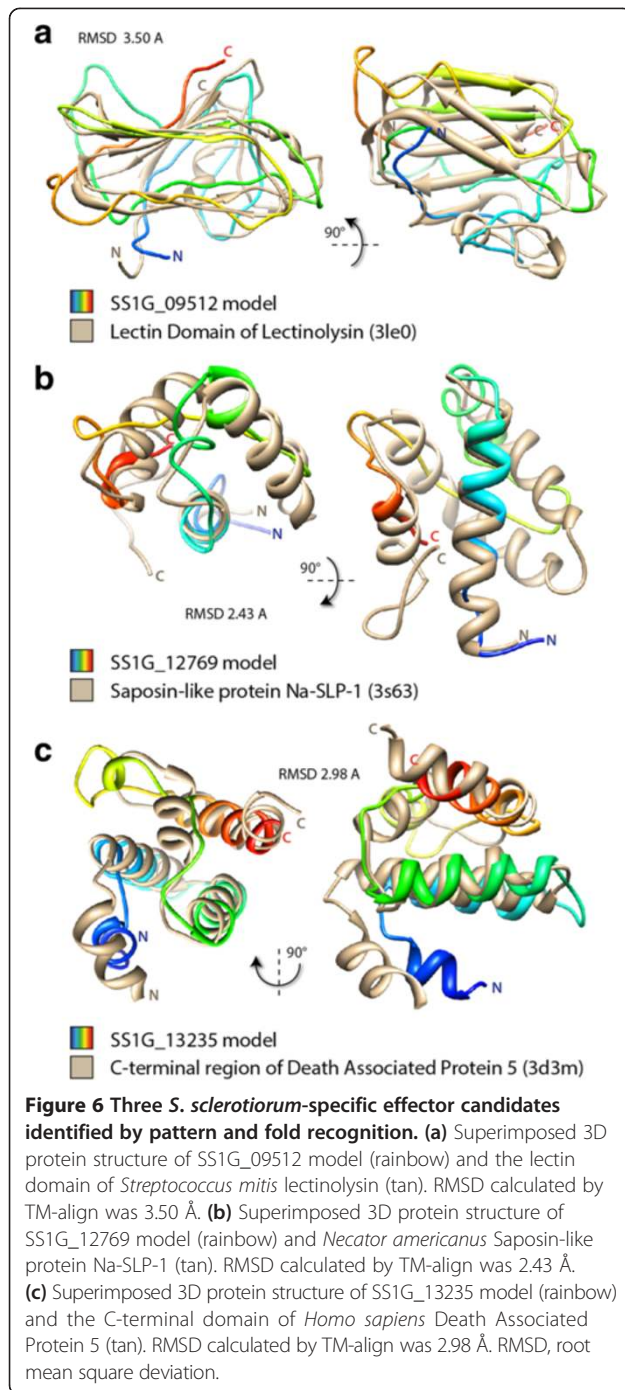 a
RMSD 3.50 A
C
C
N
N
N
C
C
90°
SS1G_09512 model
Lectin Domain of Lectinolysin (3le0)
b
C
N
N
C
90°
C
C
N
N
RMSD 2.43 A
SS1G_12769 model
Saposin-like protein Na-SLP-1 (3s63)
c
RMSD 2.98 A
C
C
C
C
N
N
N
90°
SS1G_13235 model
C-terminal region of Death Associated Protein 5 (3d3m)
Figure 6 Three S. sclerotiorum-specific effector candidates
identified by pattern and fold recognition. (a) Superimposed 3D
protein structure of SS1G_09512 model (rainbow) and the lectin
domain of Streptococcus mitis lectinolysin (tan). RMSD calculated by
TM-align was 3.50 Å. (b) Superimposed 3D protein structure of
SS1G_12769 model (rainbow) and Necator americanus Saposin-like
protein Na-SLP-1 (tan). RMSD calculated by TM-align was 2.43 Å.
(c) Superimposed 3D protein structure of SS1G_13235 model (rainbow)
and the C-terminal domain of Homo sapiens Death Associated
Protein 5 (tan). RMSD calculated by TM-align was 2.98 Å. RMSD, root
mean square deviation.